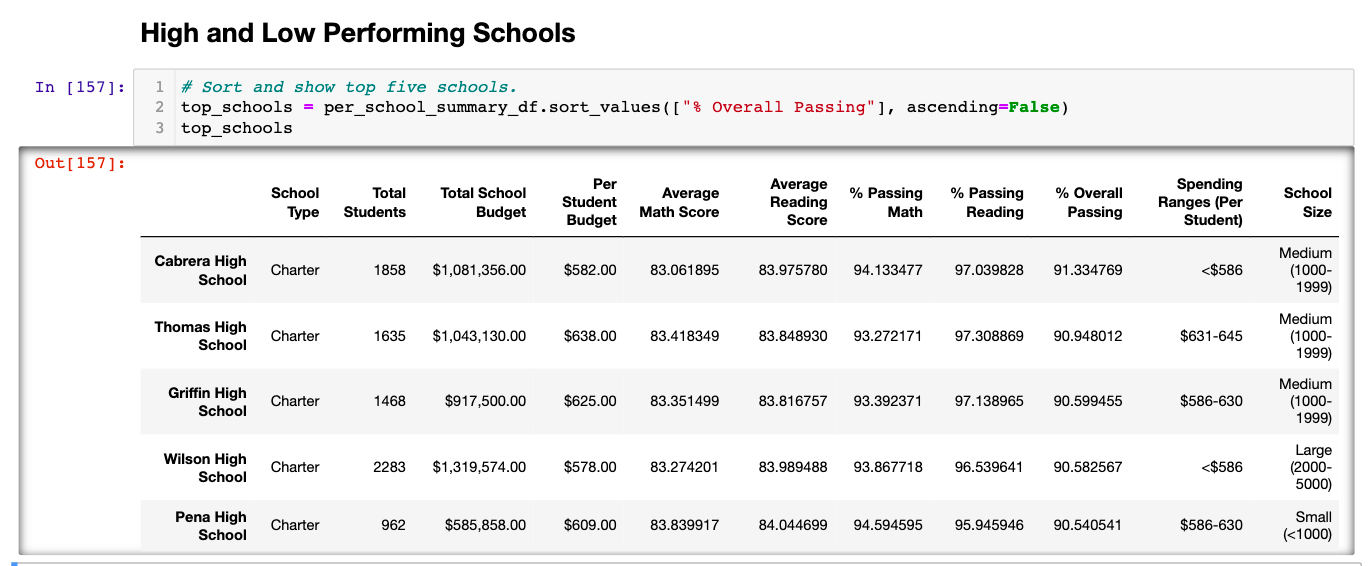 High and Low Performing Schools
In [157]:
1 # Sort and show top five schools.
2 top_schools = per_school_summary_df.sort_values(["% Overall Passing"], ascending=False)
3 top_schools
Out[157]:
School Type | Total Students | Total School Budget | Per Student Budget | Average Math Score | Average Reading Score | % Passing Math | % Passing Reading | % Overall Passing | Spending Ranges (Per Student) | School Size
Cabrera High School | Charter | 1858 | $1,081,356.00 | $582.00 | 83.061895 | 83.975780 | 94.133477 | 97.039828 | 91.334769 | <$586 | Medium (1000-1999)
Thomas High School | Charter | 1635 | $1,043,130.00 | $638.00 | 83.418349 | 83.848930 | 93.272171 | 97.308869 | 90.948012 | $631-645 | Medium (1000-1999)
Griffin High School | Charter | 1468 | $917,500.00 | $625.00 | 83.351499 | 83.816757 | 93.392371 | 97.138965 | 90.599455 | $586-630 | Medium (1000-1999)
Wilson High School | Charter | 2283 | $1,319,574.00 | $578.00 | 83.274201 | 83.989488 | 93.867718 | 96.539641 | 90.582567 | <$586 | Large (2000-5000)
Pena High School | Charter | 962 | $585,858.00 | $609.00 | 83.839917 | 84.044699 | 94.594595 | 95.945946 | 90.540541 | $586-630 | Small (<1000)